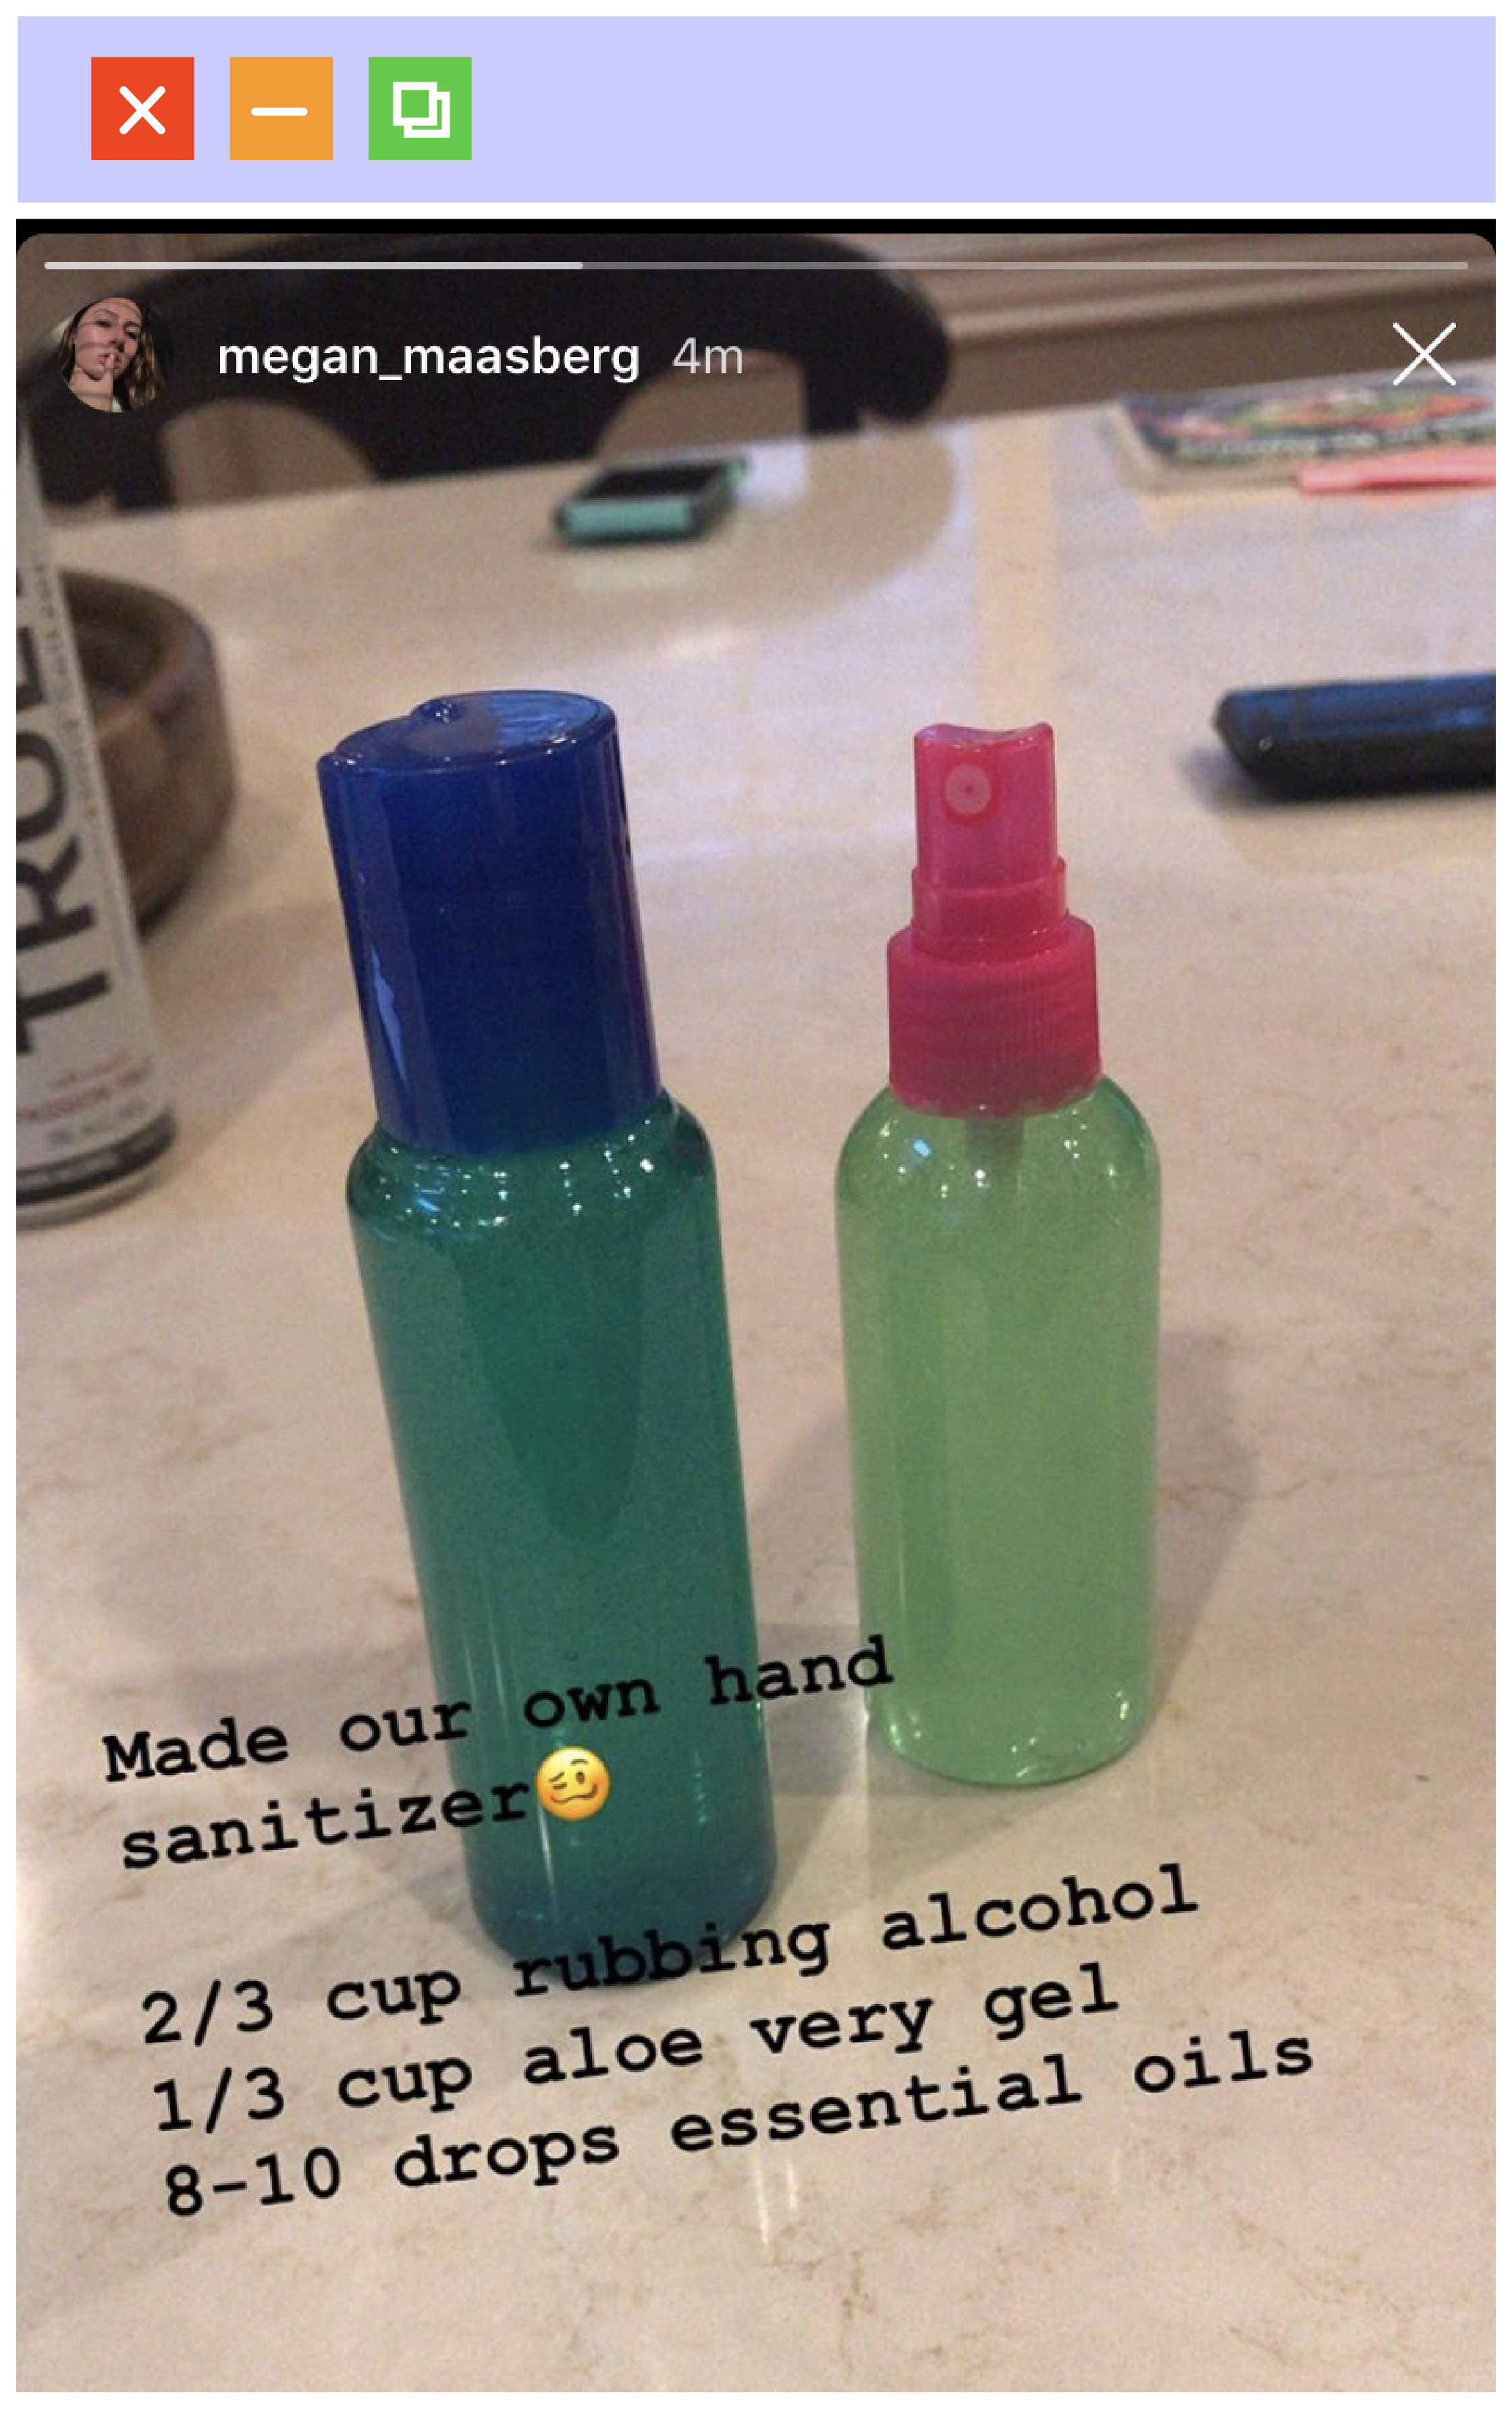 megan_maasberg 4m
TROL
Made our own hand
sanitizer🥴
2/3 cup rubbing alcohol
1/3 cup aloe very gel
8-10 drops essential oils